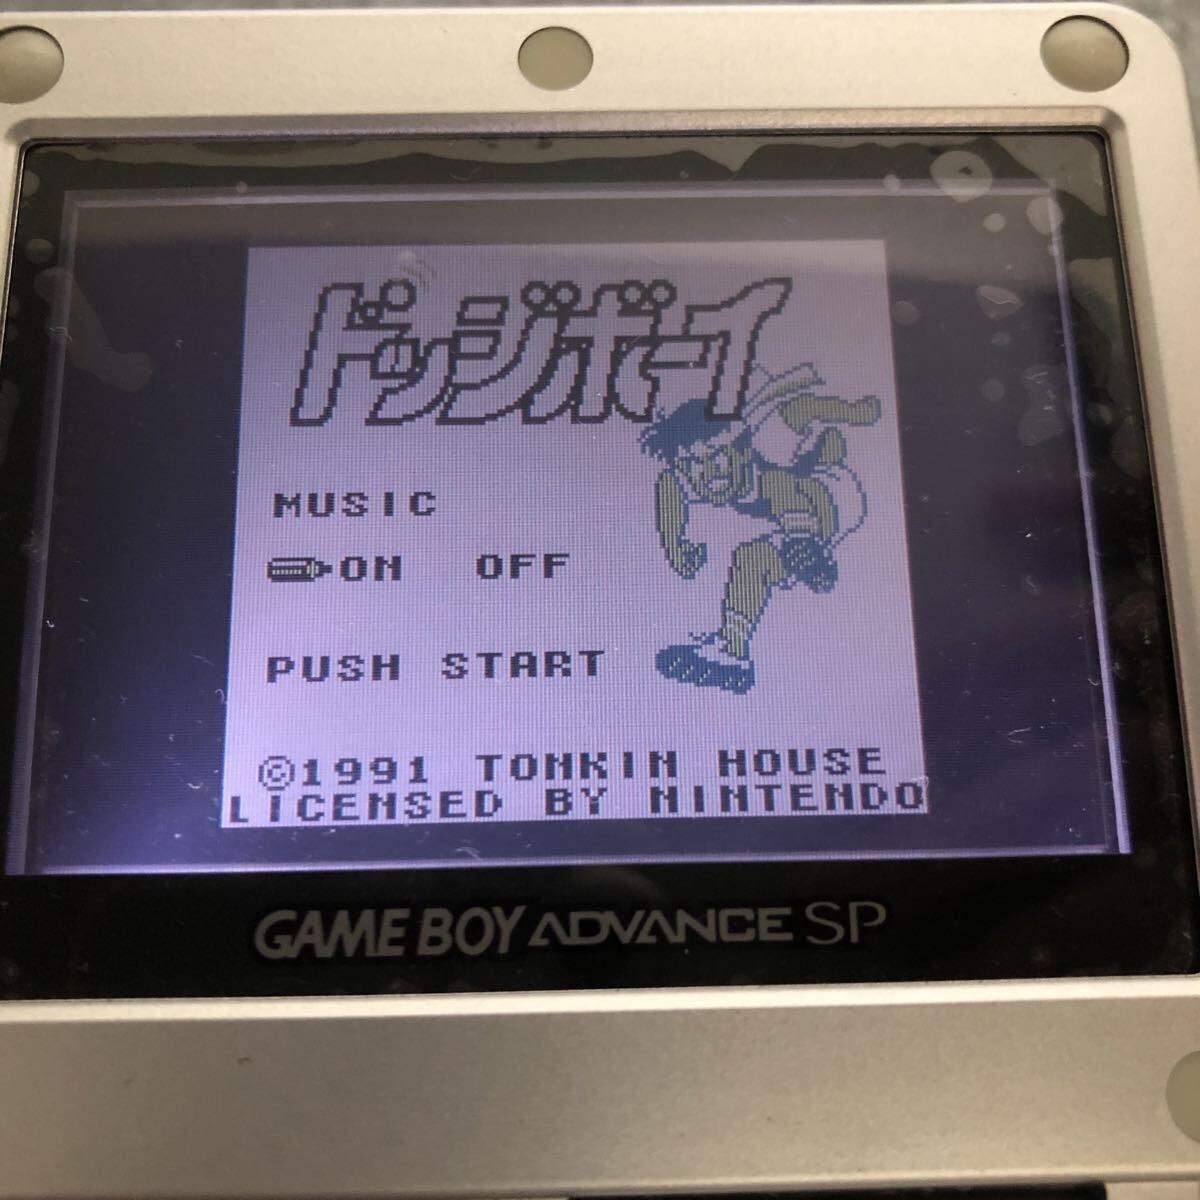 ドッジボーイ
MUSIC
ON OFF
PUSH START
©1991 TONKIN HOUSE
LICENSED BY NINTENDO
GAME BOY ADVANCE SP